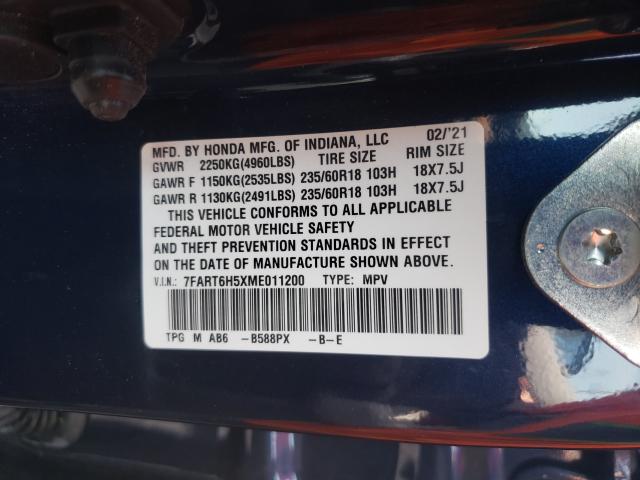 MFD. BY HONDA MFG. OF INDIANA, LLC 02/'21
GVWR 2250KG(4960LBS) TIRE SIZE RIM SIZE
GAWR F 1150KG(2535LBS) 235/60R18 103H 18X7.5J
GAWR R 1130KG(2491LBS) 235/60R18 103H 18X7.5J
THIS VEHICLE CONFORMS TO ALL APPLICABLE
FEDERAL MOTOR VEHICLE SAFETY
AND THEFT PREVENTION STANDARDS IN EFFECT
ON THE DATE OF MANUFACTURE SHOWN ABOVE.
V.I.N.: 7FART6H5XME011200 TYPE: MPV
TPG M AB6 -B588PX -B-E